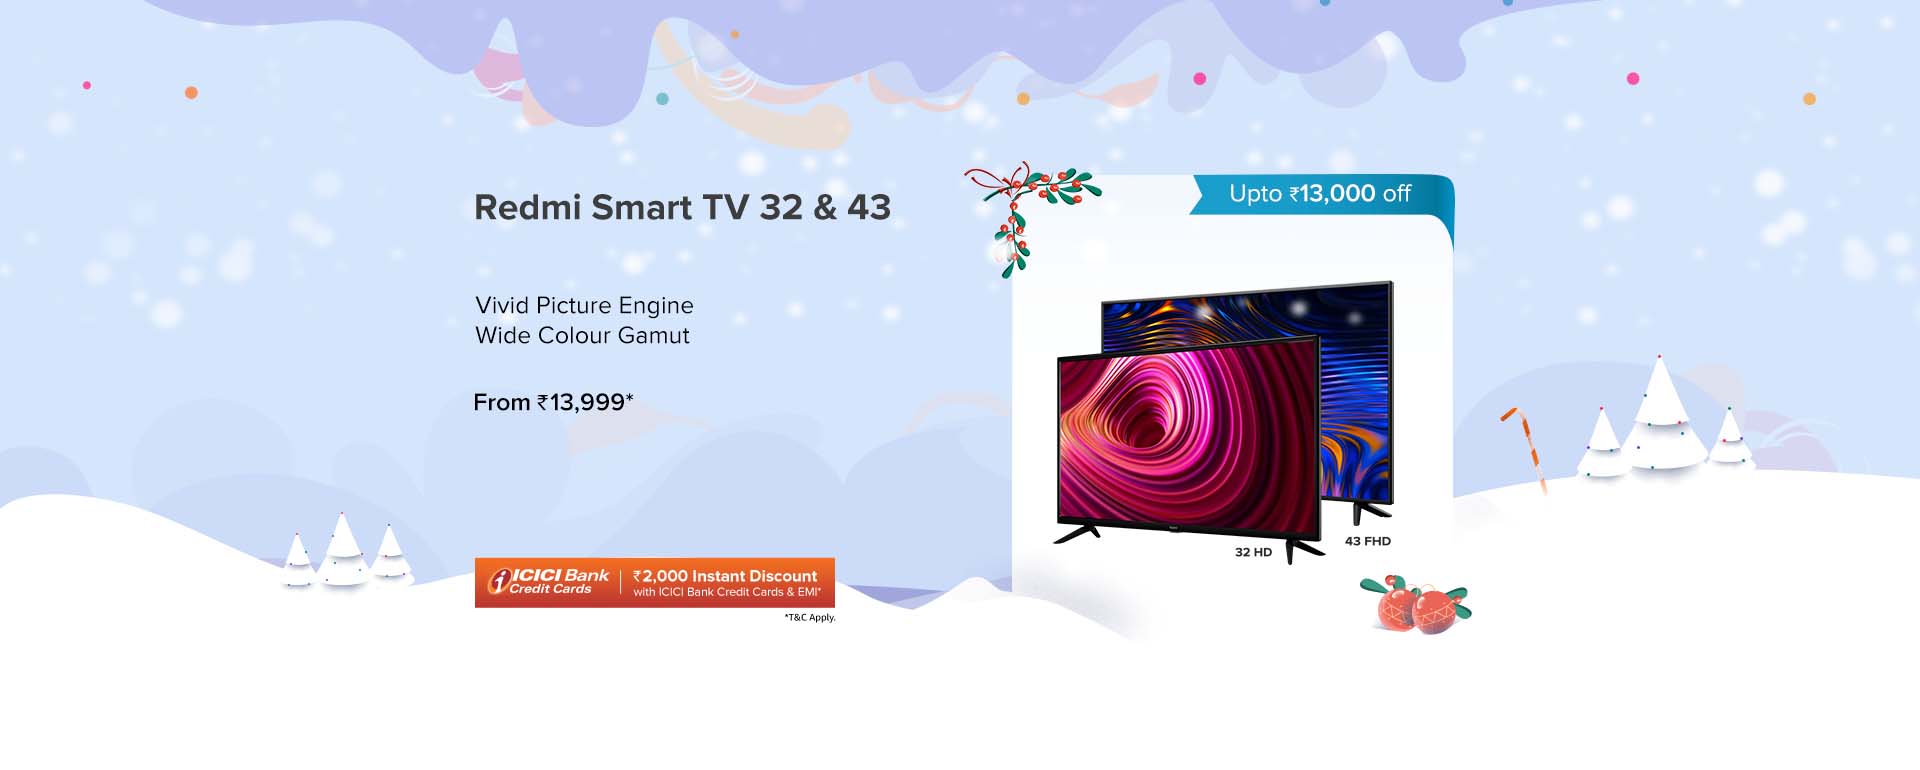 Redmi Smart TV 32 & 43
Vivid Picture Engine
Wide Colour Gamut
From ₹13,999*
ICICI Bank
Credit Cards
₹2,000 Instant Discount
with ICICI Bank Credit Cards & EMI*
*T&C Apply.
Upto ₹13,000 off
32 HD
43 FHD